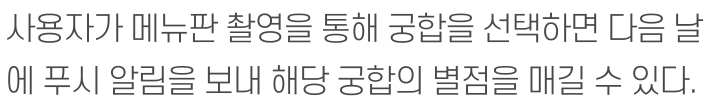 사용자가 메뉴판 촬영을 통해 궁합을 선택하면 다음 날
에 푸시 알림을 보내 해당 궁합의 별점을 매길 수 있다.